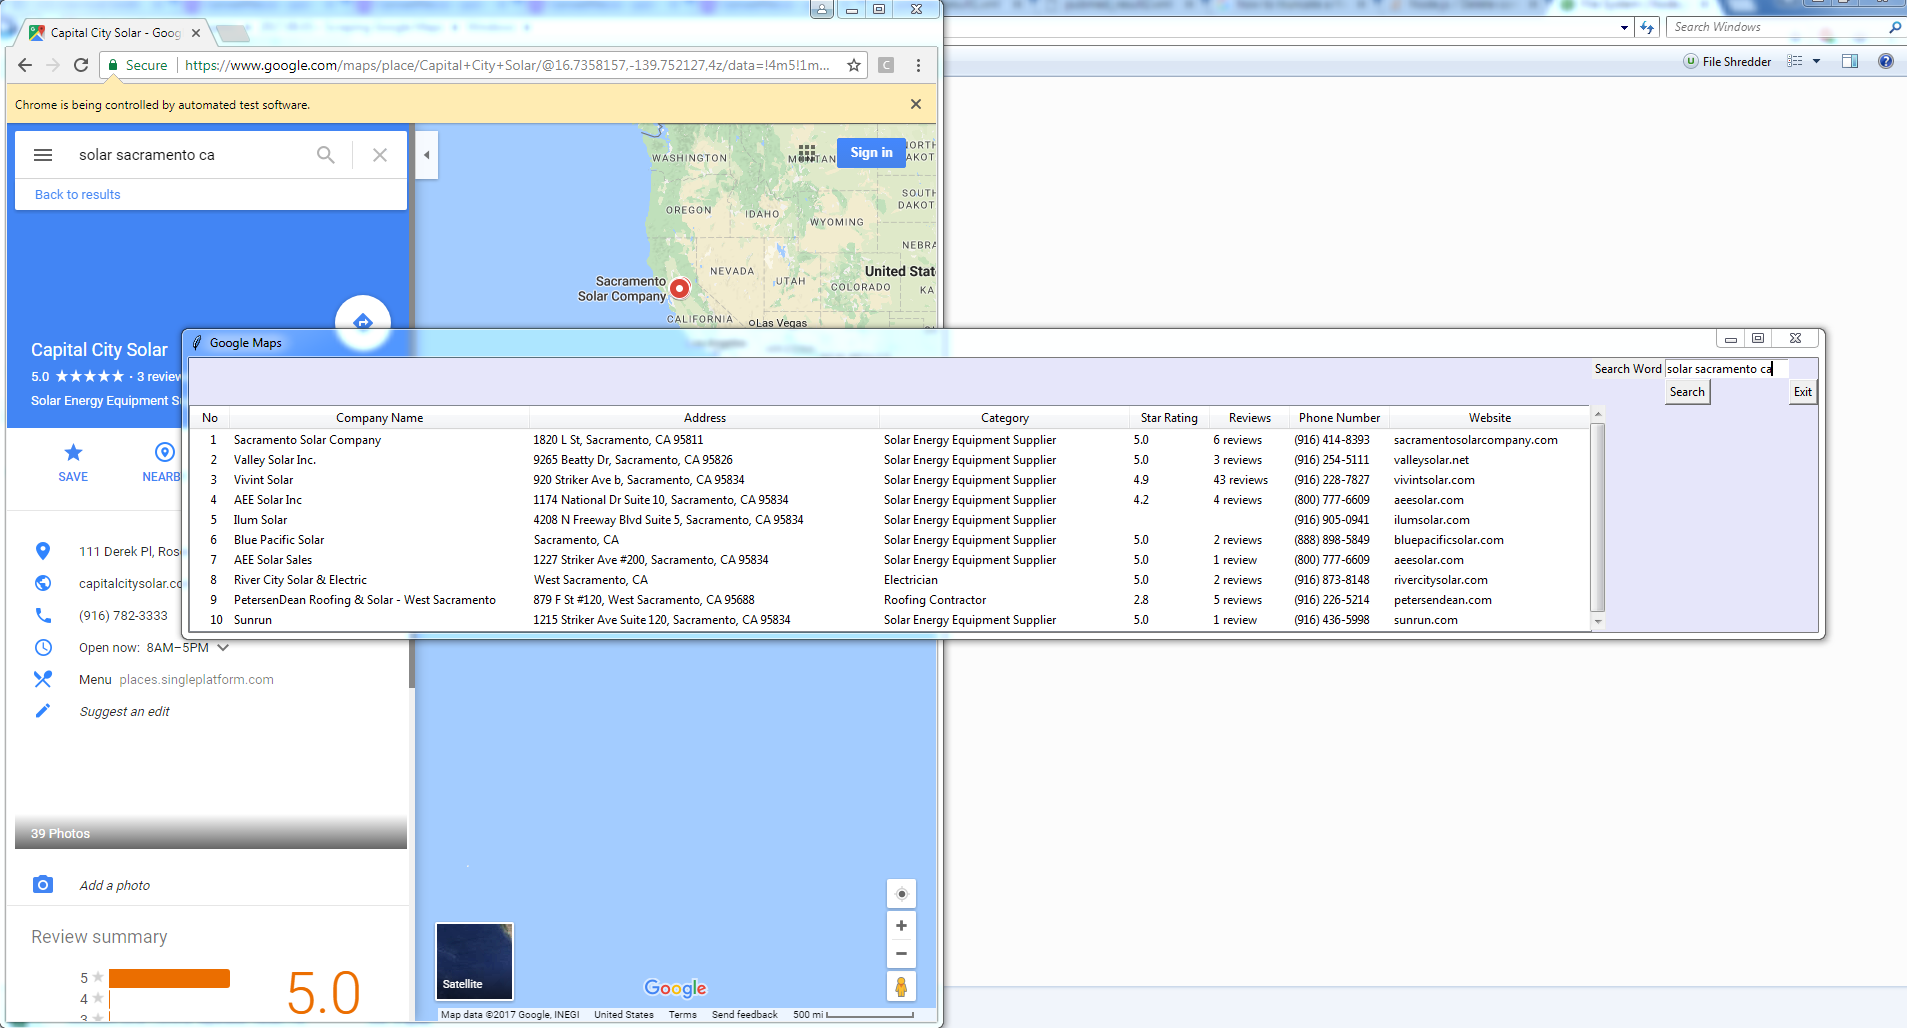 Capital City Solar - Goog
Search Windows
Secure
https://www.google.com/maps/place/Capital+City+Solar/@16.7358157,-139.752127,4z/data=!4m5!1m...
File Shredder
Chrome is being controlled by automated test software.
solar sacramento ca
Back to results
Sign in
WASHINGTON
MONTAN
NORTH
DAKOT
OREGON
IDAHO
SOUTH
DAKOT
WYOMING
NEBR
NEVADA
UTAH
United Stat
COLORADO
KA
Sacramento
Solar Company
CALIFORNIA
Las Vegas
Capital City Solar
5.0 ★★★★★ · 3 review
Solar Energy Equipment S
SAVE
NEARB
111 Derek Pl, Ros
capitalcitysolar.co
(916) 782-3333
Open now: 8AM–5PM
Menu places.singleplatform.com
Suggest an edit
39 Photos
Add a photo
Review summary
5 ★
4 ★
3 ★
5.0
Google Maps
Search Word solar sacramento ca
Search
Exit
No Company Name Address Category Star Rating Reviews Phone Number Website
1 Sacramento Solar Company 1820 L St, Sacramento, CA 95811 Solar Energy Equipment Supplier 5.0 6 reviews (916) 414-8393 sacramentosolarcompany.com
2 Valley Solar Inc. 9265 Beatty Dr, Sacramento, CA 95826 Solar Energy Equipment Supplier 5.0 3 reviews (916) 254-5111 valleysolar.net
3 Vivint Solar 920 Striker Ave b, Sacramento, CA 95834 Solar Energy Equipment Supplier 4.9 43 reviews (916) 228-7827 vivintsolar.com
4 AEE Solar Inc 1174 National Dr Suite 10, Sacramento, CA 95834 Solar Energy Equipment Supplier 4.2 4 reviews (800) 777-6609 aeesolar.com
5 Ilum Solar 4208 N Freeway Blvd Suite 5, Sacramento, CA 95834 Solar Energy Equipment Supplier (916) 905-0941 ilumsolar.com
6 Blue Pacific Solar Sacramento, CA Solar Energy Equipment Supplier 5.0 2 reviews (888) 898-5849 bluepacificsolar.com
7 AEE Solar Sales 1227 Striker Ave #200, Sacramento, CA 95834 Solar Energy Equipment Supplier 5.0 1 review (800) 777-6609 aeesolar.com
8 River City Solar & Electric West Sacramento, CA Electrician 5.0 2 reviews (916) 873-8148 rivercitysolar.com
9 PetersenDean Roofing & Solar - West Sacramento 879 F St #120, West Sacramento, CA 95688 Roofing Contractor 2.8 5 reviews (916) 226-5214 petersendean.com
10 Sunrun 1215 Striker Ave Suite 120, Sacramento, CA 95834 Solar Energy Equipment Supplier 5.0 1 review (916) 436-5998 sunrun.com
Satellite
Google
Map data ©2017 Google, INEGI United States Terms Send feedback 500 mi